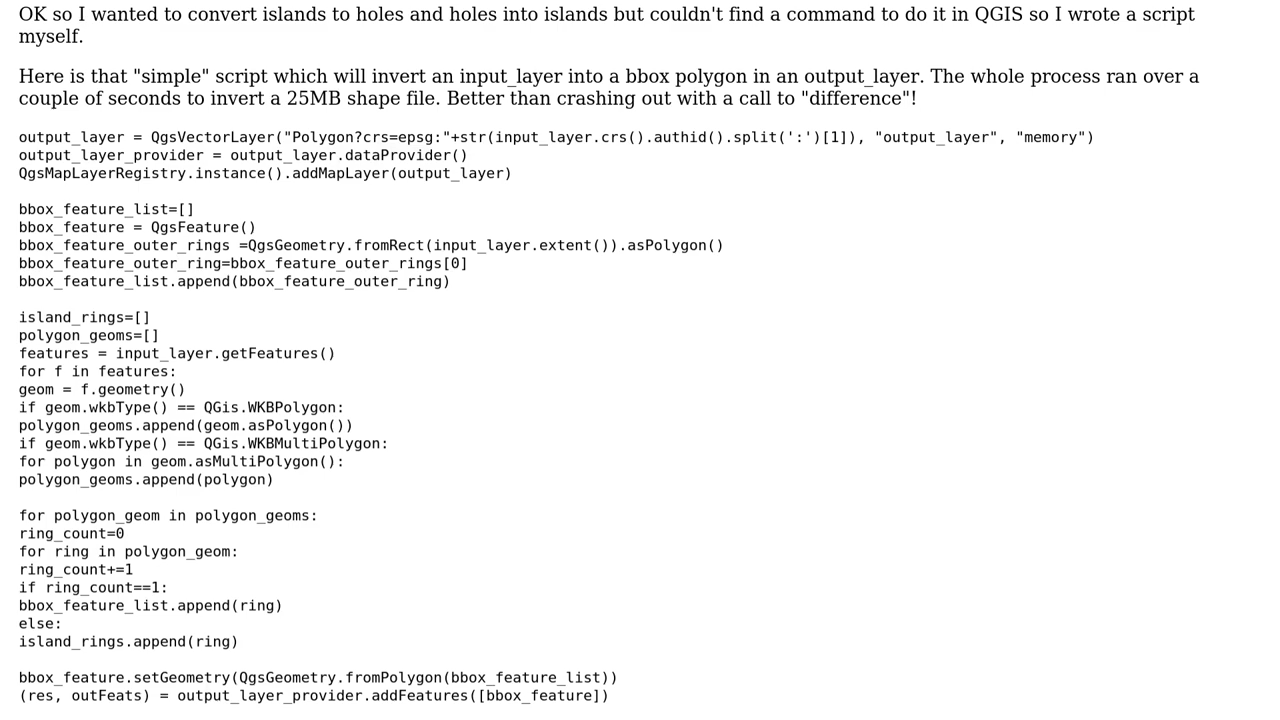 OK so I wanted to convert islands to holes and holes into islands but couldn't find a command to do it in QGIS so I wrote a script
myself.
Here is that "simple" script which will invert an input_layer into a bbox polygon in an output_layer. The whole process ran over a
couple of seconds to invert a 25MB shape file. Better than crashing out with a call to "difference"!
output_layer = QgsVectorLayer("Polygon?crs=epsg:"+str(input_layer.crs().authid().split(':')[1]), "output_layer", "memory")
output_layer_provider = output_layer.dataProvider()
QgsMapLayerRegistry.instance().addMapLayer(output_layer)
bbox_feature_list=[]
bbox_feature = QgsFeature()
bbox_feature_outer_rings =QgsGeometry.fromRect(input_layer.extent()).asPolygon()
bbox_feature_outer_ring=bbox_feature_outer_rings[0]
bbox_feature_list.append(bbox_feature_outer_ring)
island_rings=[]
polygon_geoms=[]
features = input_layer.getFeatures()
for f in features:
geom = f.geometry()
if geom.wkbType() == QGis.WKBPolygon:
polygon_geoms.append(geom.asPolygon())
if geom.wkbType() == QGis.WKBMultiPolygon:
for polygon in geom.asMultiPolygon():
polygon_geoms.append(polygon)
for polygon_geom in polygon_geoms:
ring_count=0
for ring in polygon_geom:
ring_count+=1
if ring_count==1:
bbox_feature_list.append(ring)
else:
island_rings.append(ring)
bbox_feature.setGeometry(QgsGeometry.fromPolygon(bbox_feature_list))
(res, outFeats) = output_layer_provider.addFeatures([bbox_feature])